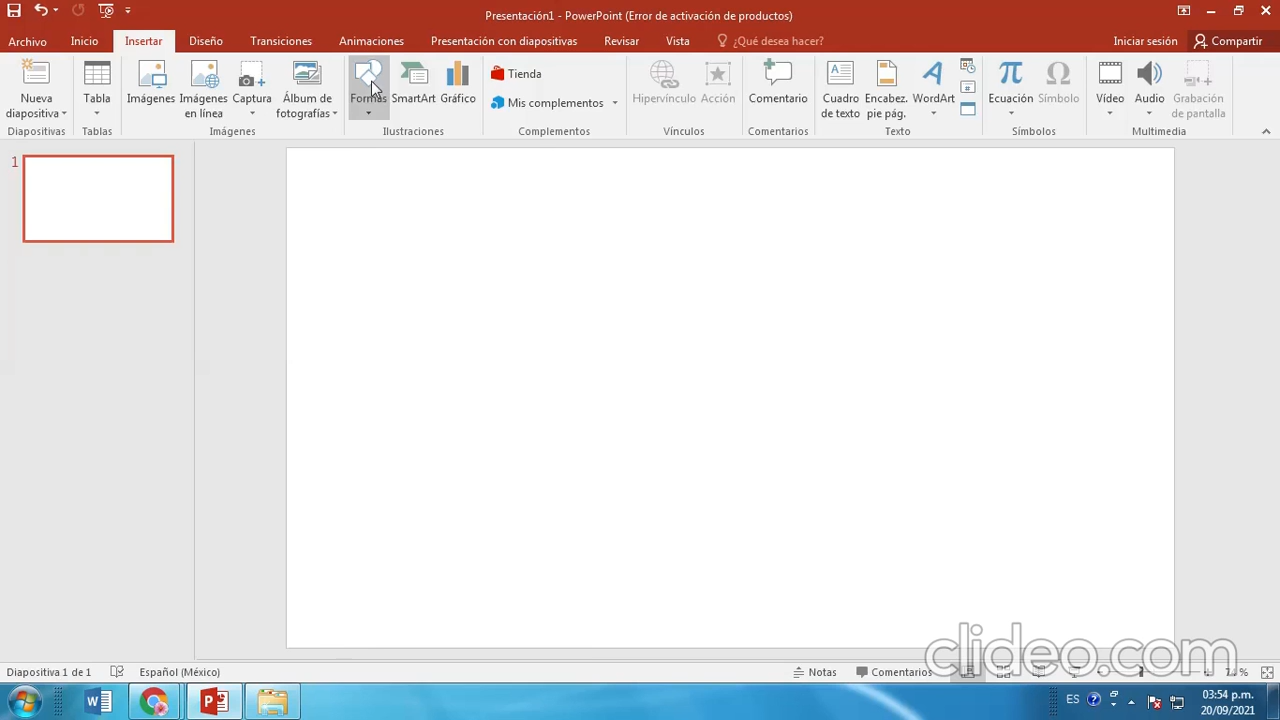 Presentación1 - PowerPoint (Error de activación de productos)
Archivo Inicio Insertar Diseño Transiciones Animaciones Presentación con diapositivas Revisar Vista ¿Qué desea hacer? Iniciar sesión Compartir
Nueva diapositiva
Tabla
Imágenes
Imágenes en línea
Captura
Álbum de fotografías
Formas
SmartArt
Gráfico
Tienda
Mis complementos
Hipervínculo
Acción
Comentario
Cuadro de texto
Encabez. pie pág.
WordArt
Ecuación
Símbolo
Vídeo
Audio
Grabación de pantalla
Diapositivas Tablas Imágenes Ilustraciones Complementos Vínculos Comentarios Texto Símbolos Multimedia
1
clideo.com
Diapositiva 1 de 1 Español (México) Notas Comentarios
ES 03:54 p.m.
20/09/2021